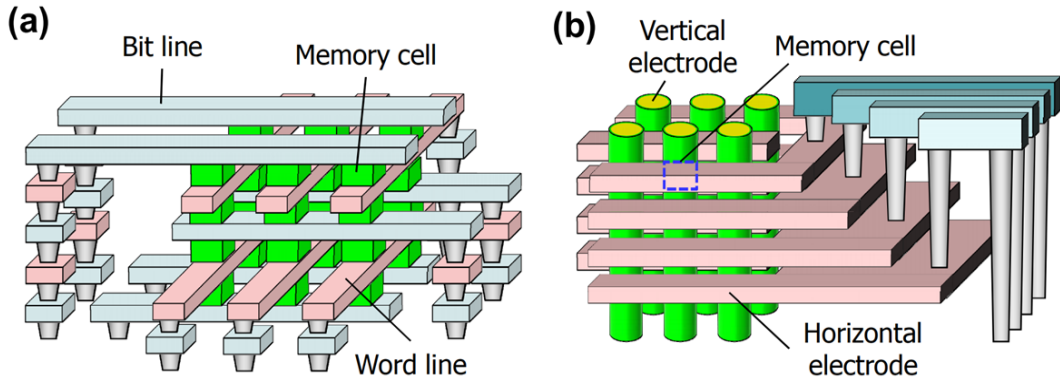 (a)
Bit line
Memory cell
Word line
(b)
Vertical
electrode
Memory cell
Horizontal
electrode